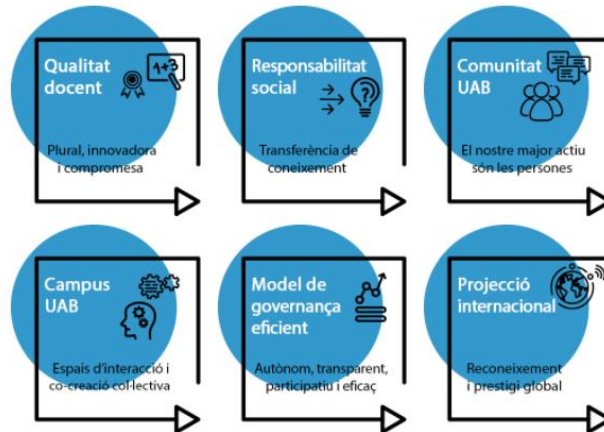 Qualitat
docent
1+3
Plural, innovadora
i compromesa
Responsabilitat
social
?
Transferència de
coneixement
Comunitat
UAB
El nostre major actiu
són les persones
Campus
UAB
Espais d'interacció i
co-creació col·lectiva
Model de
governança
eficient
Autònom, transparent,
participatiu i eficaç
Projecció
internacional
Reconeixement
i prestigi global